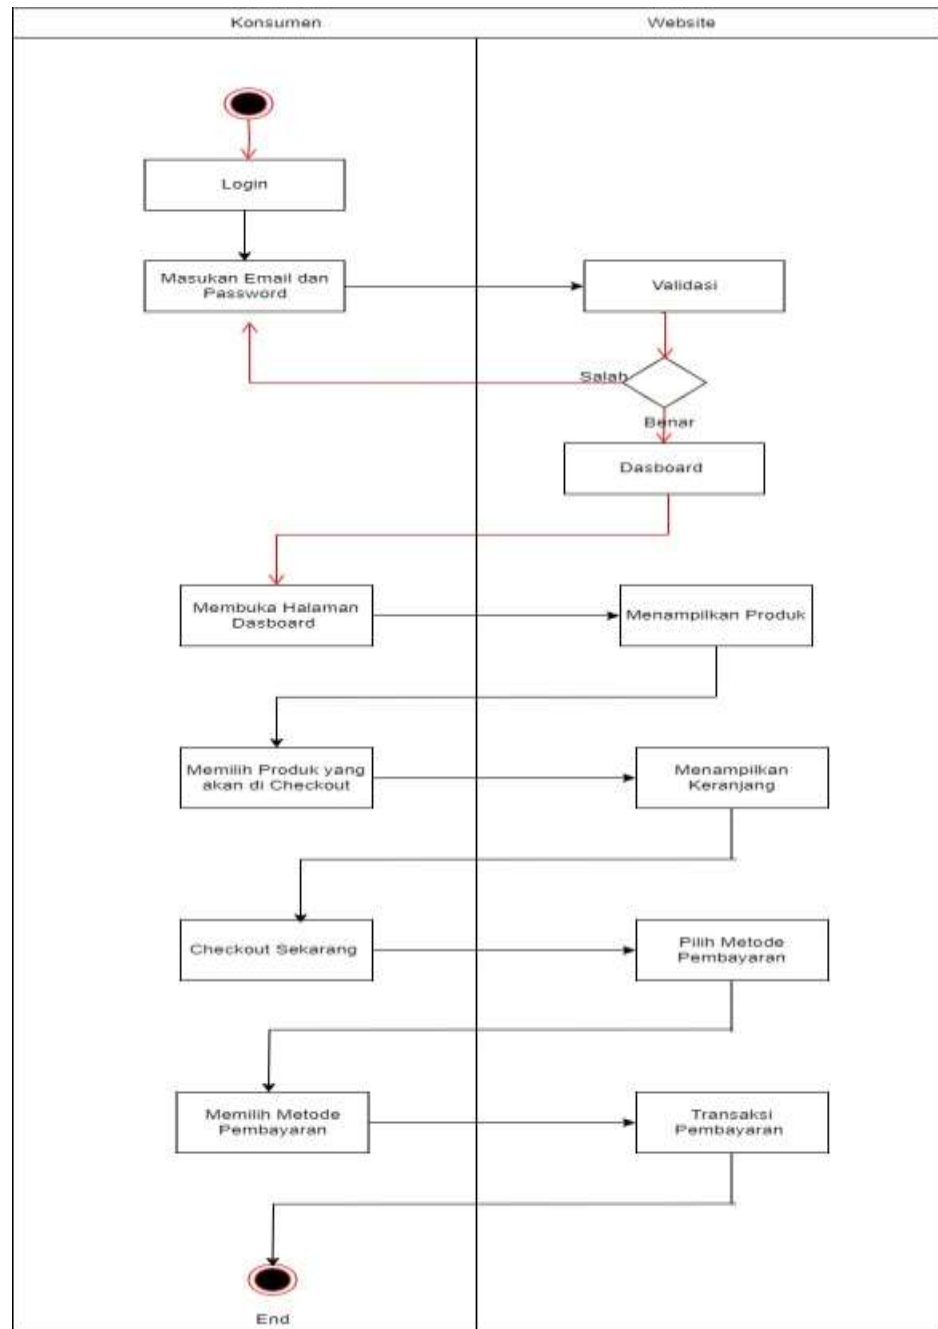 Konsumen
Website
Login
Masukan Email dan
Password
Validasi
Salah
Benar
Dasboard
Membuka Halaman
Dasboard
Menampilkan Produk
Memilih Produk yang
akan di Checkout
Menampilkan
Keranjang
Checkout Sekarang
Pilih Metode
Pembayaran
Memilih Metode
Pembayaran
Transaksi
Pembayaran
End